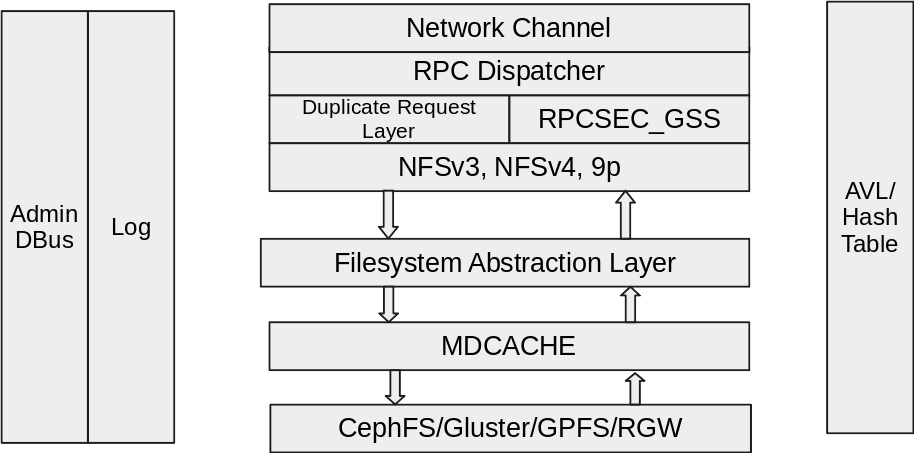 Admin
DBus
Log
Network Channel
RPC Dispatcher
Duplicate Request
Layer
RPCSEC_GSS
NFSv3, NFSv4, 9p
Filesystem Abstraction Layer
MDCACHE
CephFS/Gluster/GPFS/RGW
AVL/
Hash
Table